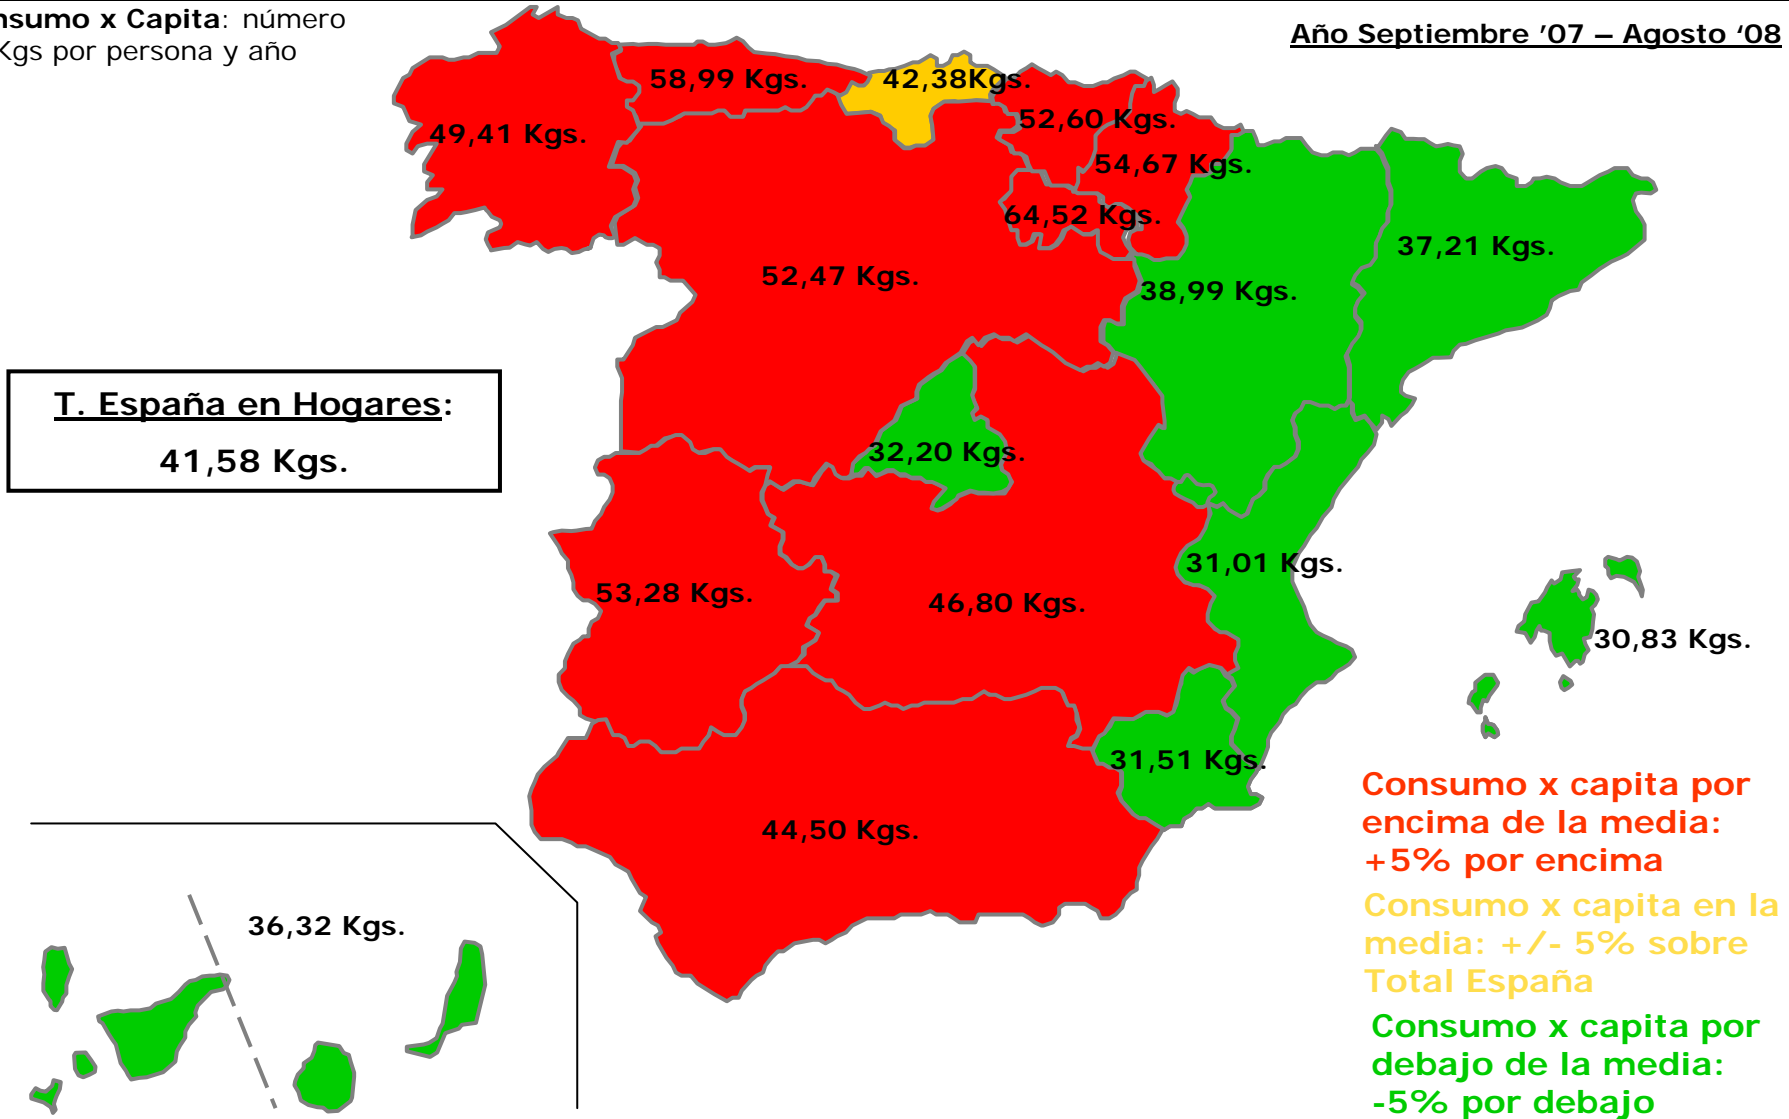 nsumo x Capita: número
Kgs por persona y año
Año Septiembre '07 – Agosto ‘08
58,99 Kgs.
42,38Kgs.
52,60 Kgs.
49,41 Kgs.
54,67 Kgs.
64,52 Kgs.
37,21 Kgs.
52,47 Kgs.
38,99 Kgs.
T. España en Hogares:
41,58 Kgs.
32,20 Kgs.
31,01 Kgs.
53,28 Kgs.
46,80 Kgs.
30,83 Kgs.
31,51 Kgs.
44,50 Kgs.
36,32 Kgs.
Consumo x capita por
encima de la media:
+5% por encima
Consumo x capita en la
media: +/- 5% sobre
Total España
Consumo x capita por
debajo de la media:
-5% por debajo